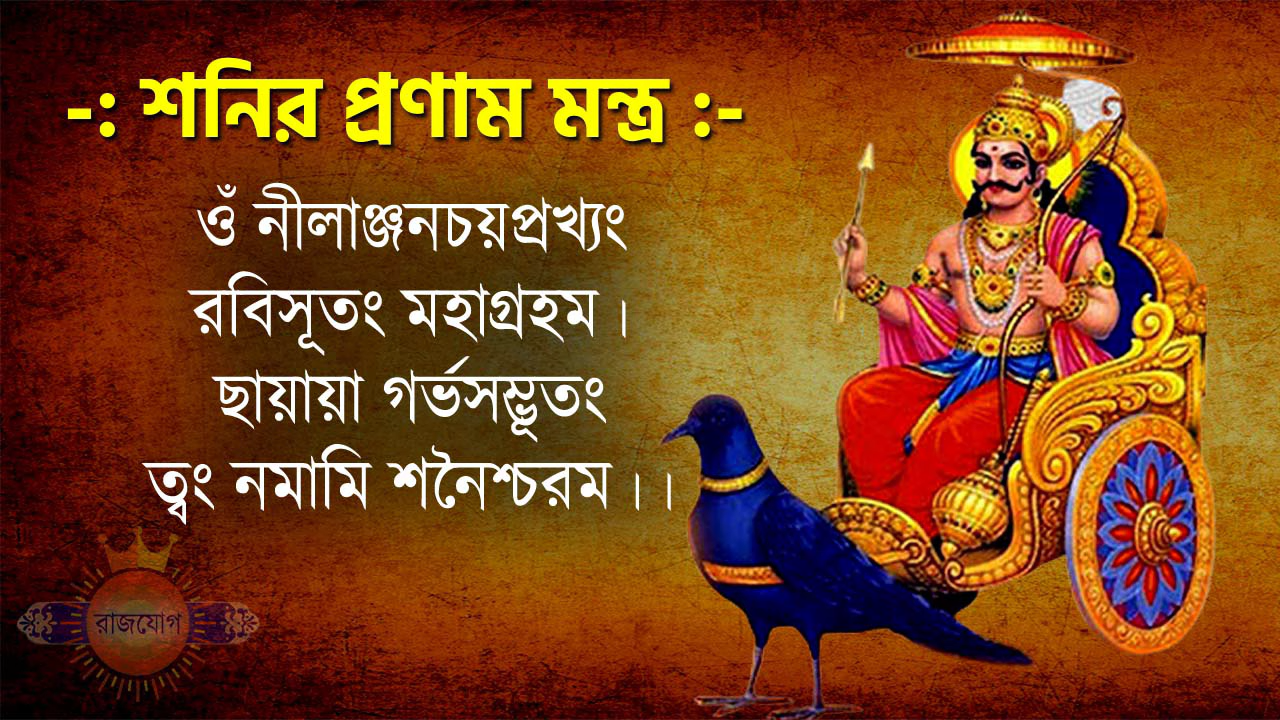 -: শনির প্রণাম মন্ত্র :-
ওঁ নীলাঞ্জনচয়প্রখ্যং
রবিসূতং মহাগ্রহম।
ছায়ায়া গর্ভসম্ভূতং
ত্বং নমামি শনৈশ্চরম।।
রাজযোগ